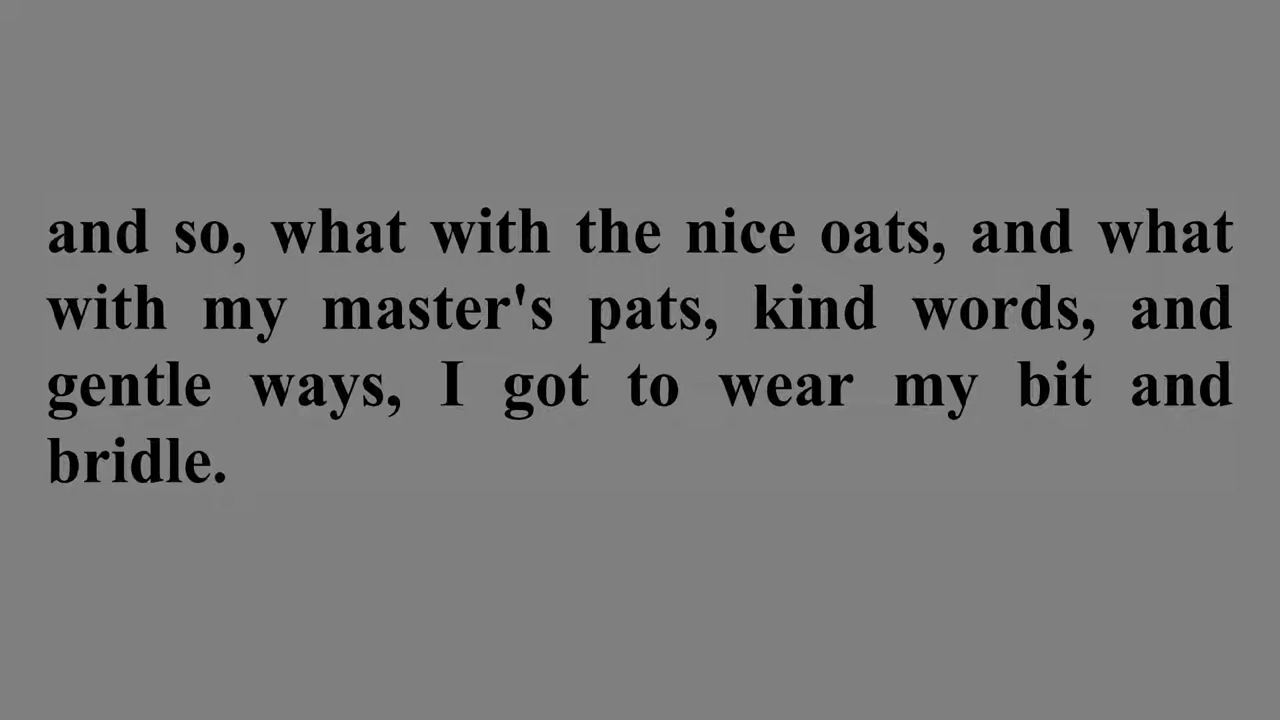 and so, what with the nice oats, and what
with my master's pats, kind words, and
gentle ways, I got to wear my bit and
bridle.